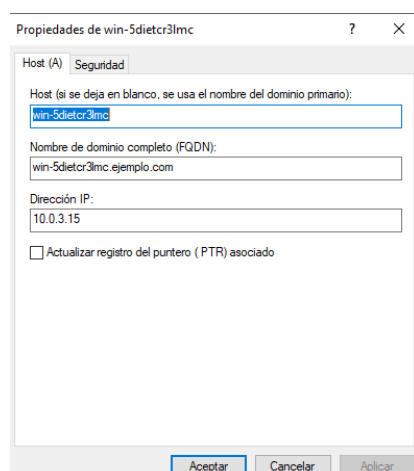 Propiedades de win-5dietcr3lmc ? ×
Host (A) Seguridad
Host (si se deja en blanco, se usa el nombre del dominio primario):
win-5dietcr3lmc
Nombre de dominio completo (FQDN):
win-5dietcr3lmc.ejemplo.com
Dirección IP:
10.0.3.15
Actualizar registro del puntero ( PTR) asociado
Aceptar Cancelar Aplicar